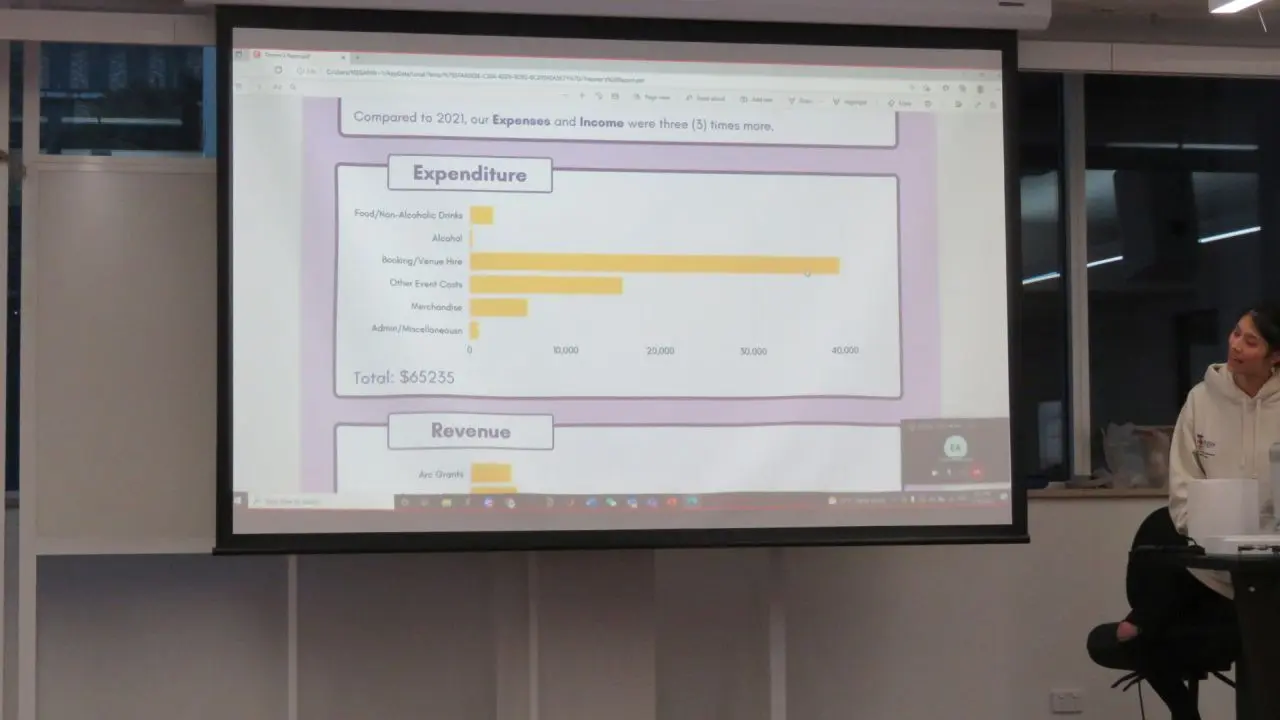 Compared to 2021, our Expenses and Income were three (3) times more.
Expenditure
Food/Non-Alcoholic Drinks
Alcohol
Booking/Venue Hire
Other Event Costs
Merchandise
Admin/Miscellaneousn
0 10,000 20,000 30,000 40,000
Total: $65235
Revenue
Arc Grants
EA